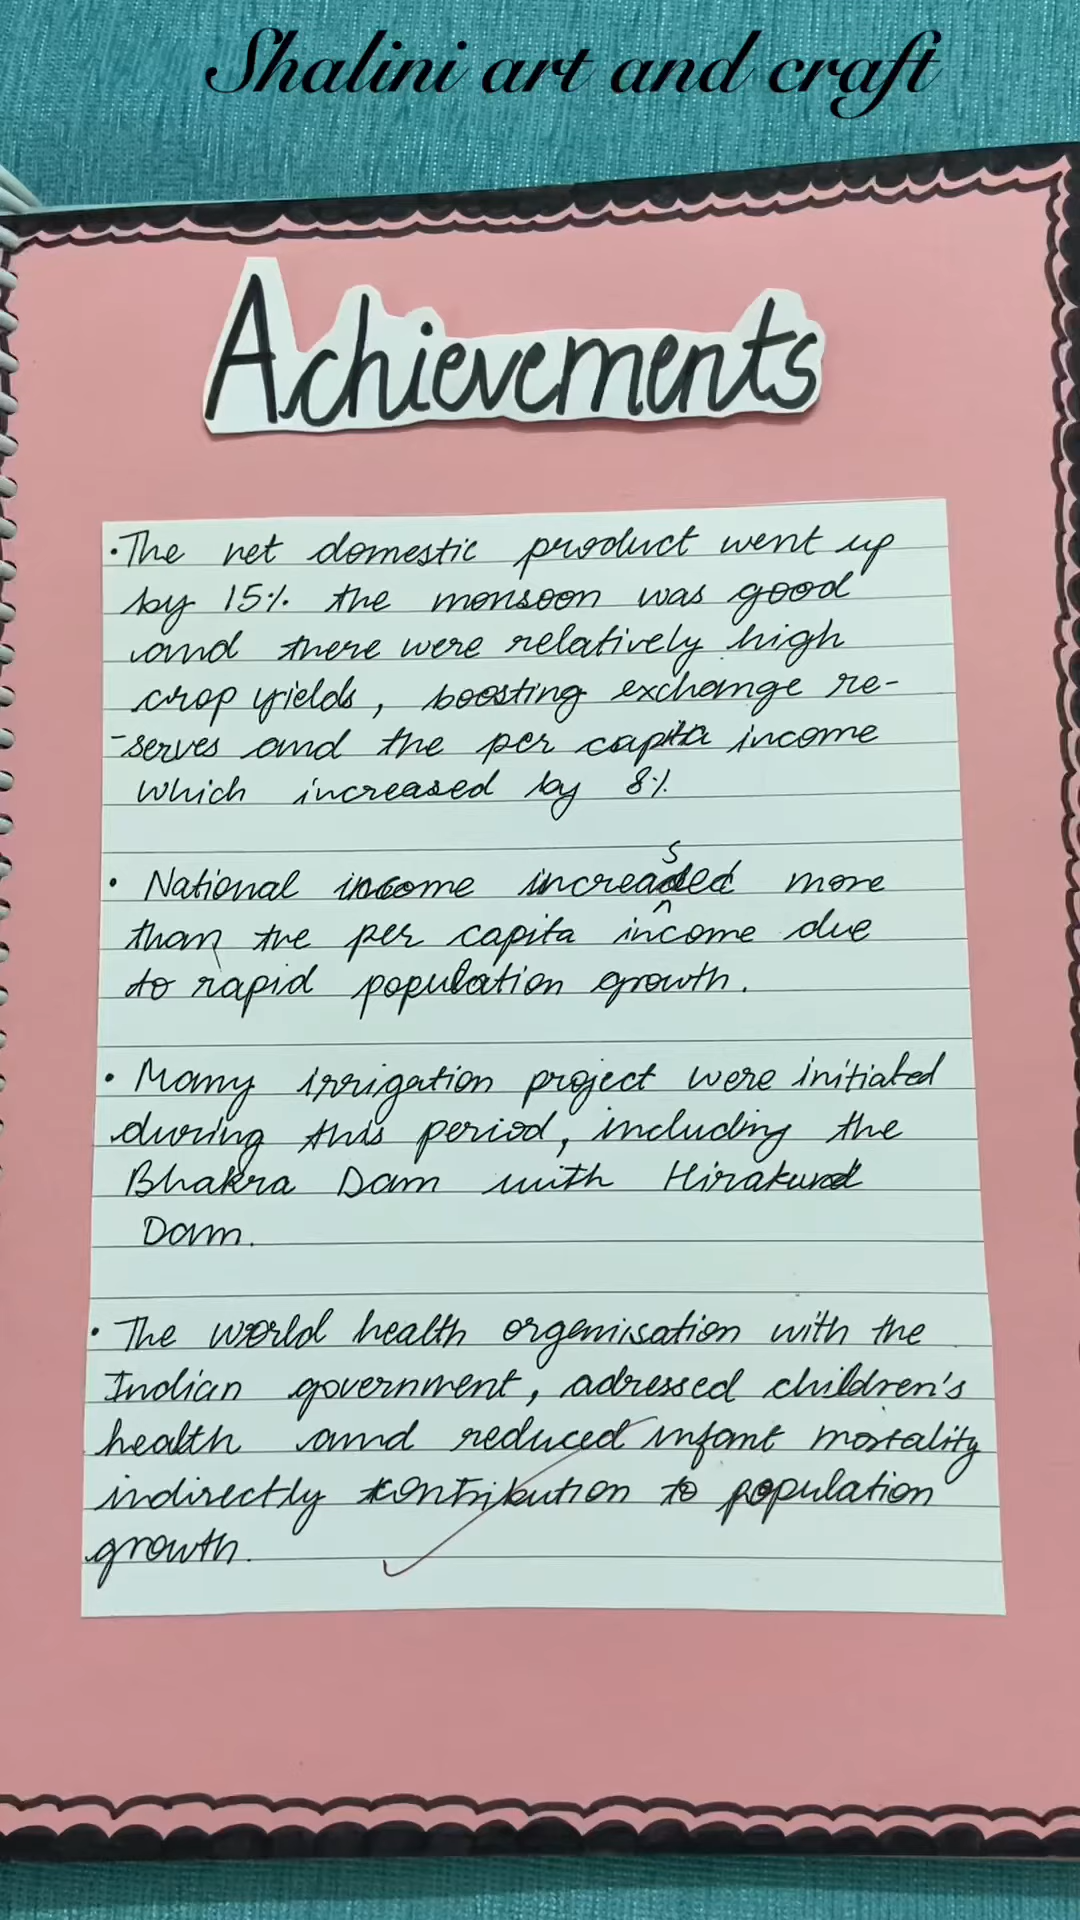 Shalini art and craft
Achievements
• The net domestic product went up
by 15% the monsoon was good
and there were relatively high
crop yields, boosting exchange re-
-serves and the per capita income
which increased by 8%
• National income increased more
than the per capita income due
to rapid population growth.
• Many irrigation project were initiated
during this period, including the
Bhakra Dam with Hirakund
Dam.
• The world health orgenisation with the
Indian government, adressed children's
health and reduced infant mortality
indirectly contribution to population
growth.